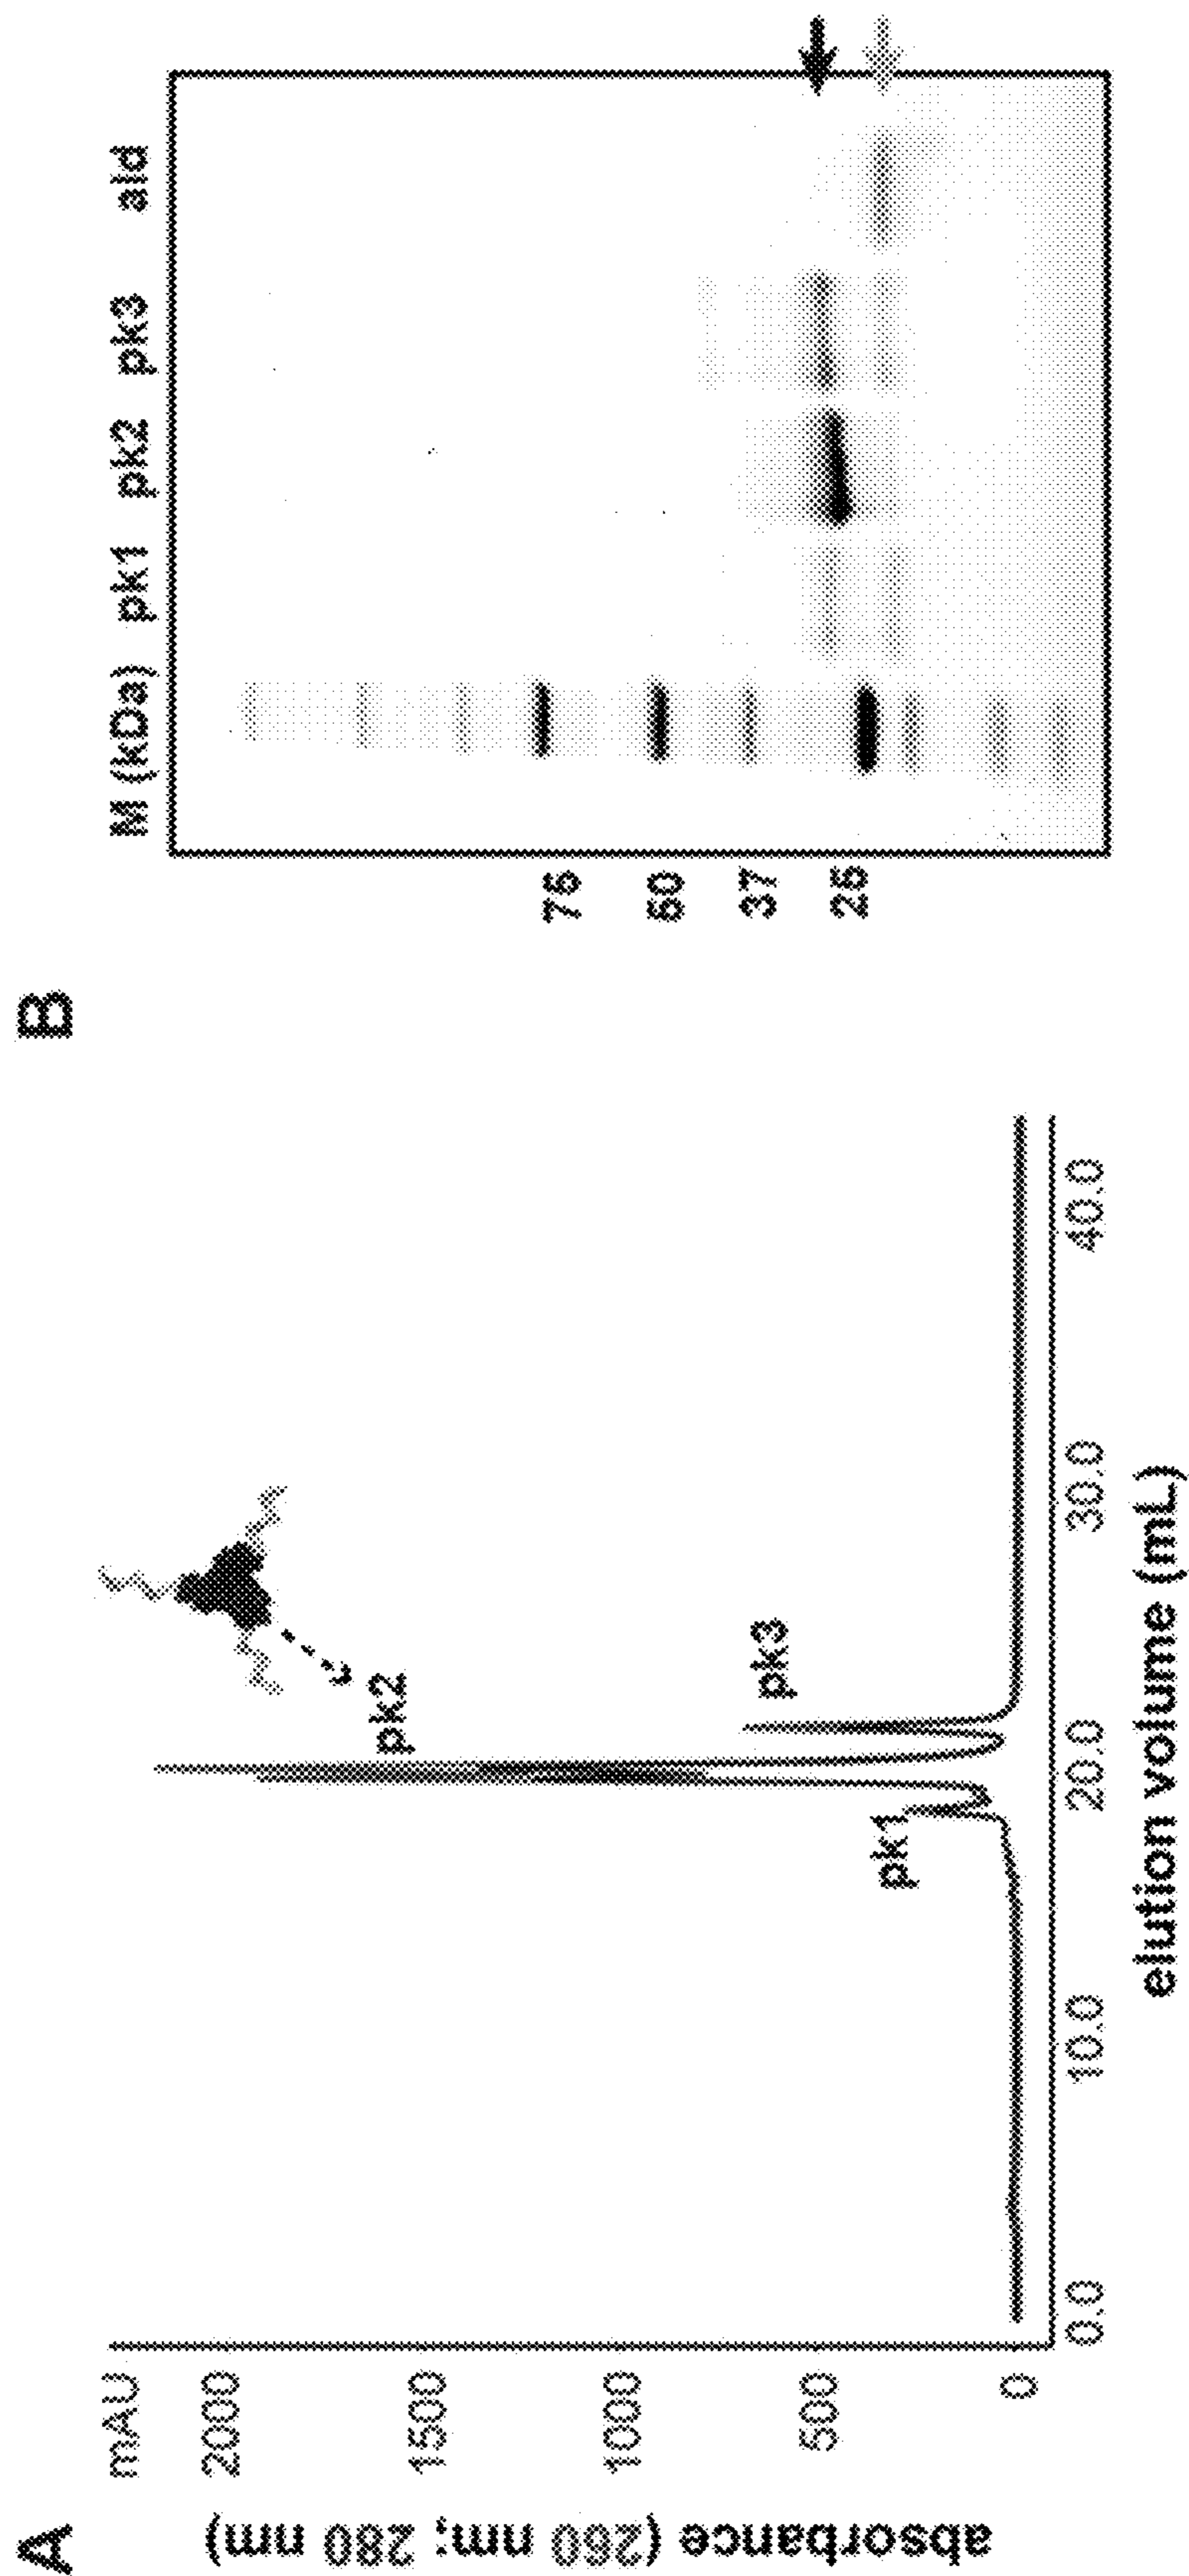 A
absorbance (260 nm; 280 nm)
mAU
2000
1500
1000
500
0
pk1
pk2
pk3
0.0
10.0
20.0
30.0
40.0
elution volume (mL)
B
M (kDa) pk1 pk2 pk3 ald
75
50
37
25